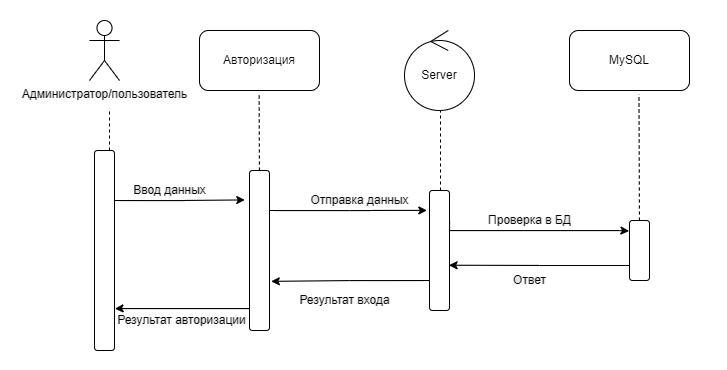 Авторизация
Server
MySQL
Администратор/пользователь
Ввод данных
Отправка данных
Проверка в БД
Ответ
Результат входа
Результат авторизации